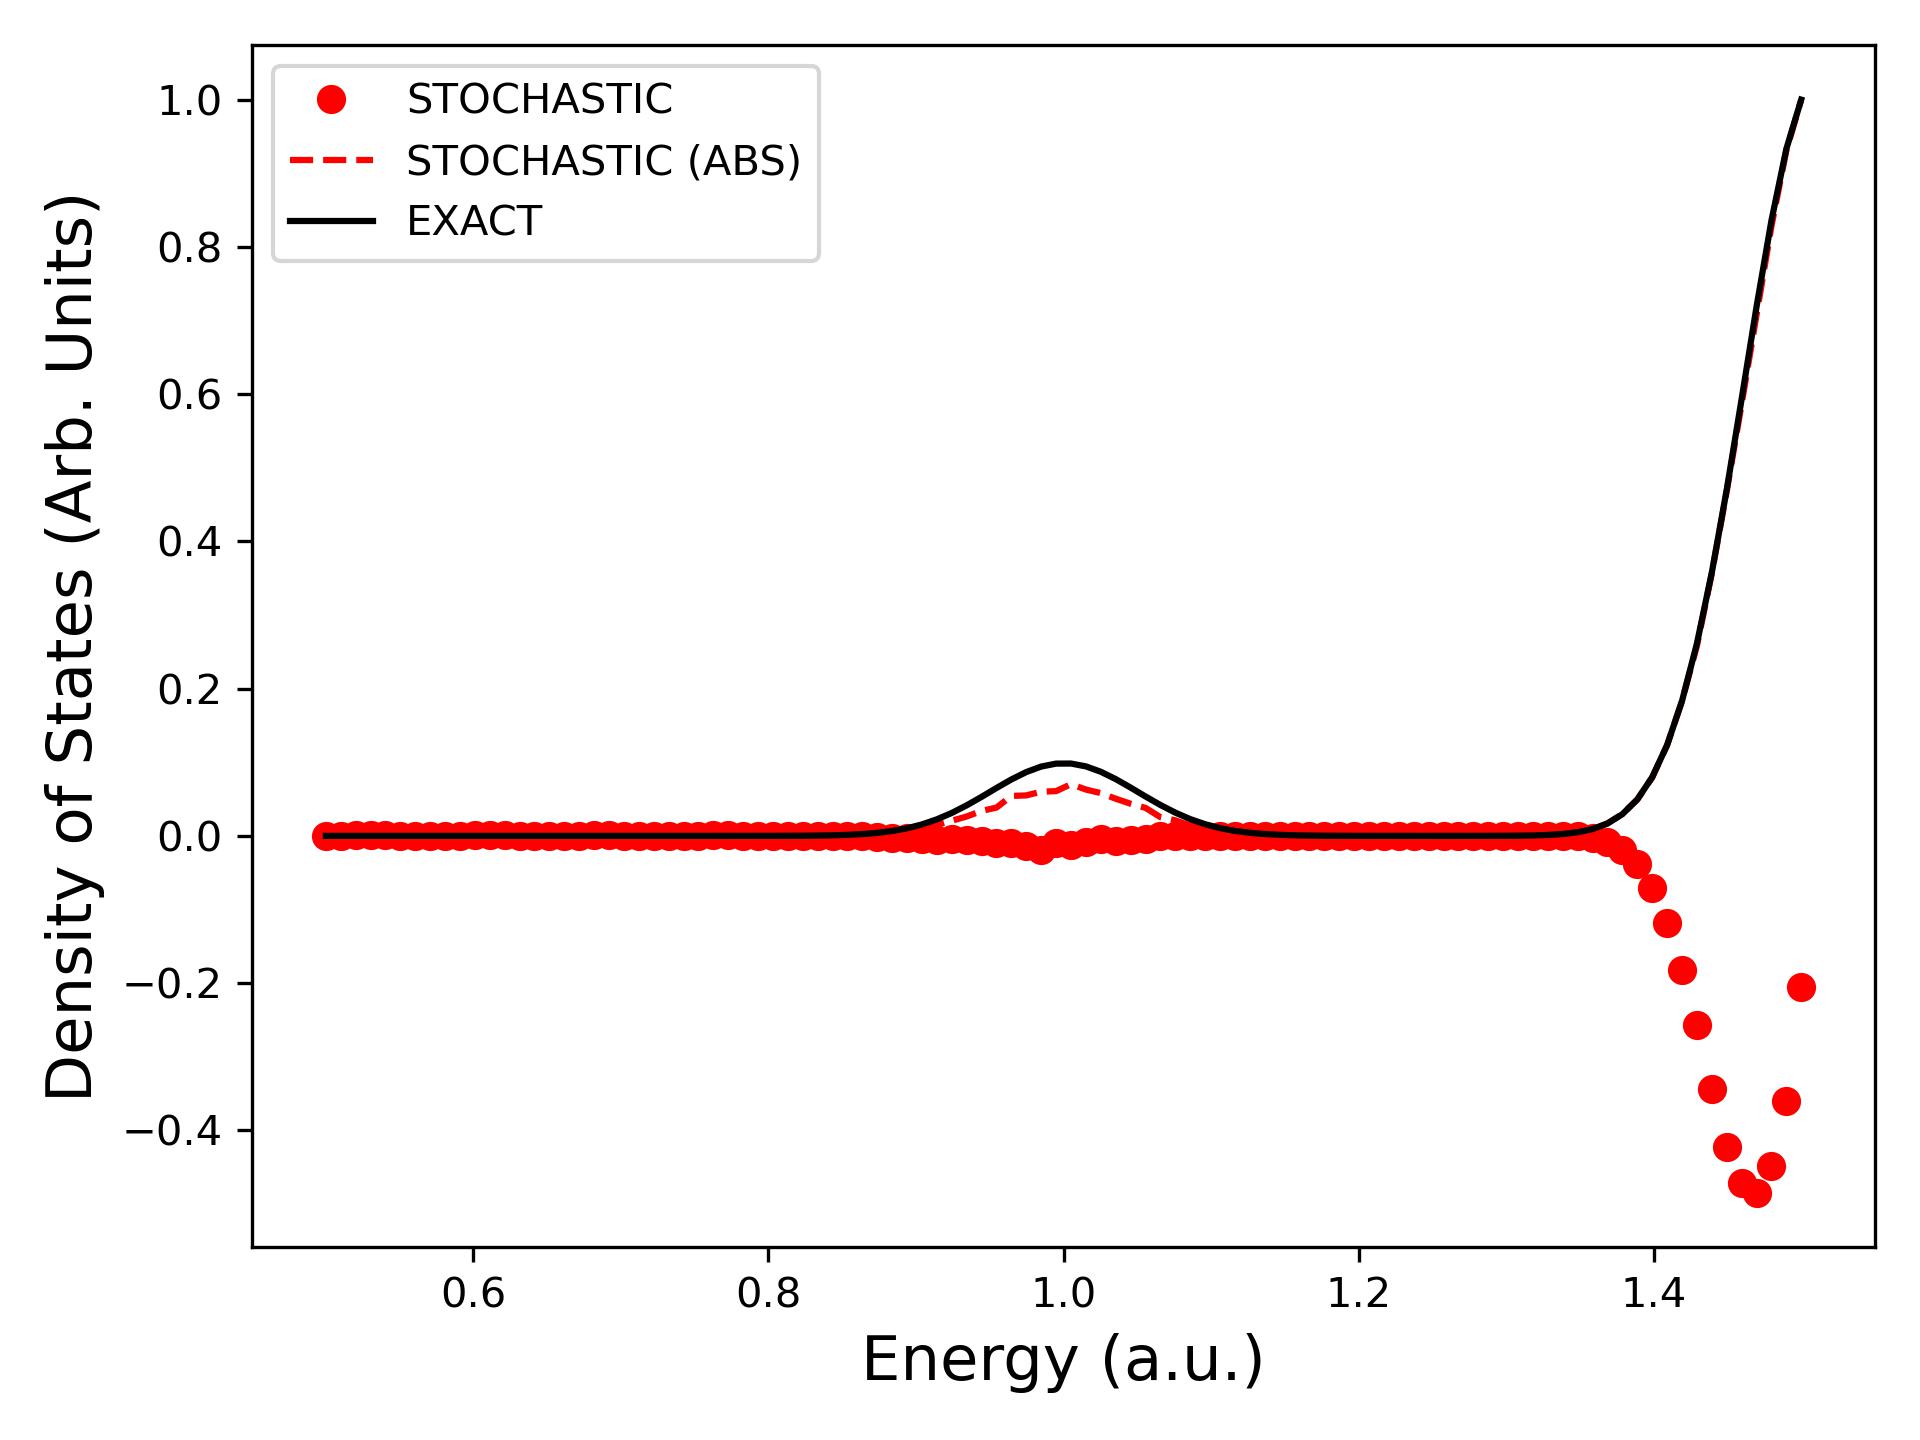 STOCHASTIC
STOCHASTIC (ABS)
EXACT
Density of States (Arb. Units)
1.0
0.8
0.6
0.4
0.2
0.0
−0.2
−0.4
0.6 0.8 1.0 1.2 1.4
Energy (a.u.)